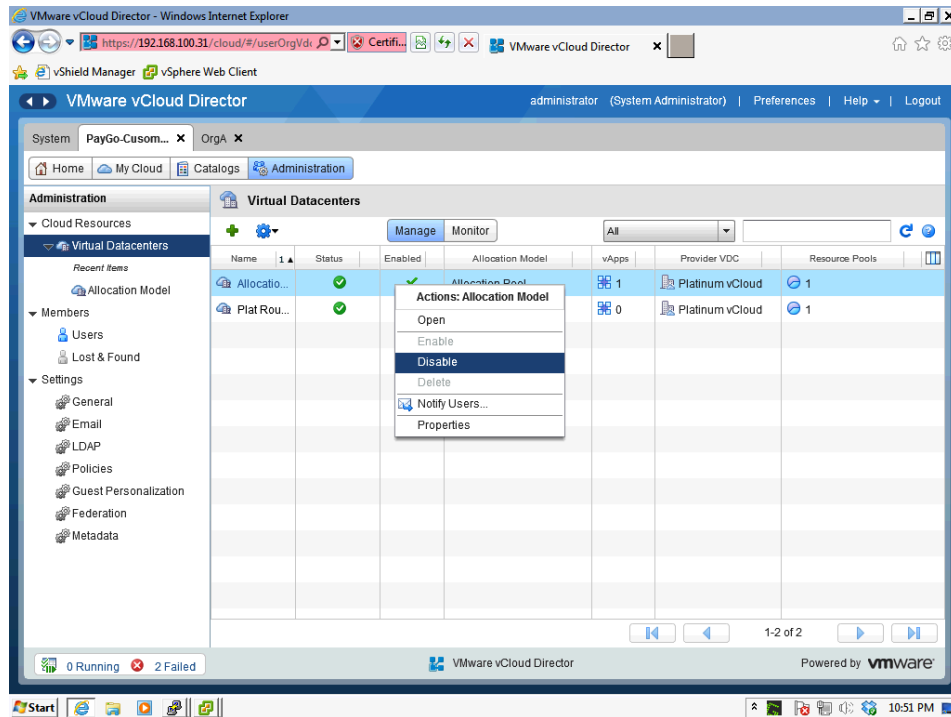 VMware vCloud Director - Windows Internet Explorer
https://192.168.100.31/cloud/#/userOrgVd Certifi... VMware vCloud Director
vShield Manager vSphere Web Client
VMware vCloud Director administrator (System Administrator) | Preferences | Help | Logout
System PayGo-Cusom... OrgA
Home My Cloud Catalogs Administration
Administration Virtual Datacenters
Cloud Resources
Manage Monitor All
Virtual Datacenters
Name 1 Status Enabled Allocation Model vApps Provider VDC Resource Pools
Recent Items
Allocatio... Allocation Pool 1 Platinum vCloud 1
Allocation Model
Plat Rou... 0 Platinum vCloud 1
Actions: Allocation Model
Open
Enable
Disable
Delete
Notify Users...
Properties
Members
Users
Lost & Found
Settings
General
Email
LDAP
Policies
Guest Personalization
Federation
Metadata
1-2 of 2
0 Running 2 Failed VMware vCloud Director Powered by vmware
Start 10:51 PM